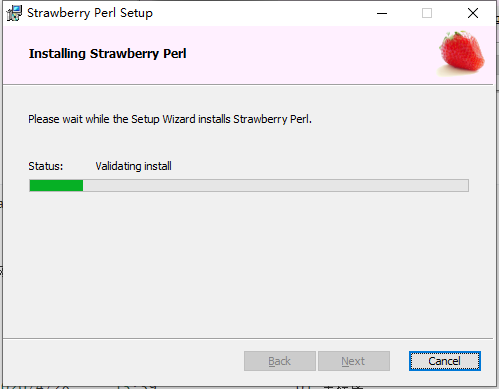 Strawberry Perl Setup
Installing Strawberry Perl
Please wait while the Setup Wizard installs Strawberry Perl.
Status: Validating install
Back Next Cancel